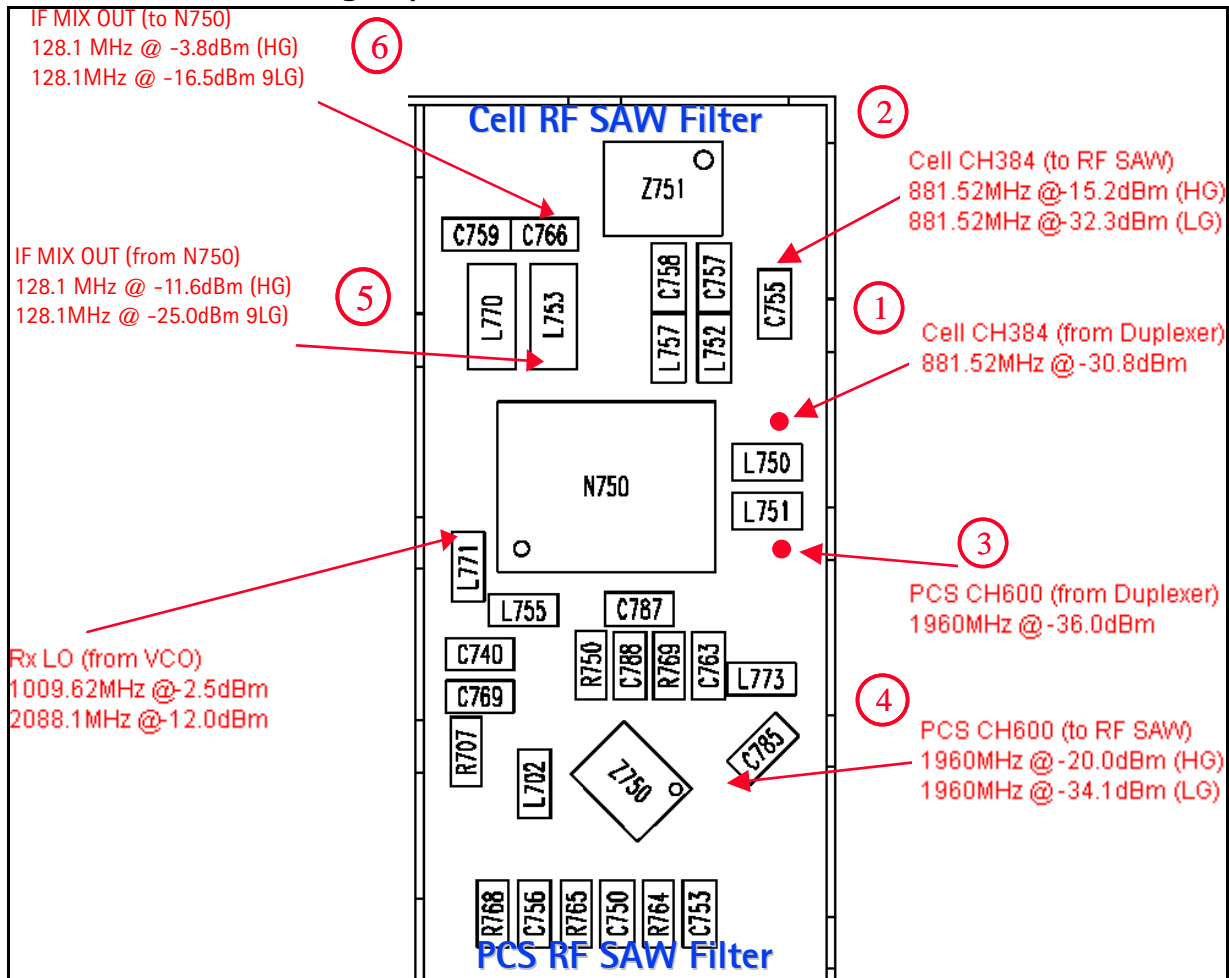 IF MIX OUT (to N750)
128.1 MHz @ -3.8dBm (HG)
128.1MHz @ -16.5dBm 9LG)
6
Cell RF SAW Filter
2
Cell CH384 (to RF SAW)
881.52MHz @-15.2dBm (HG)
881.52MHz @-32.3dBm (LG)
Z751
C759
C766
IF MIX OUT (from N750)
128.1 MHz @ -11.6dBm (HG)
128.1MHz @ -25.0dBm 9LG)
5
L770
L753
C758
C757
C755
L757
L752
1
Cell CH384 (from Duplexer)
881.52MHz @-30.8dBm
N750
L750
L751
3
PCS CH600 (from Duplexer)
1960MHz @-36.0dBm
L771
L755
C787
Rx LO (from VCO)
1009.62MHz @-2.5dBm
2088.1MHz @-12.0dBm
C740
C769
R707
R750
C788
R769
C763
L773
4
PCS CH600 (to RF SAW)
1960MHz @-20.0dBm (HG)
1960MHz @-34.1dBm (LG)
L702
Z750
C785
R768
C756
R765
C750
R764
C753
PCS RF SAW Filter